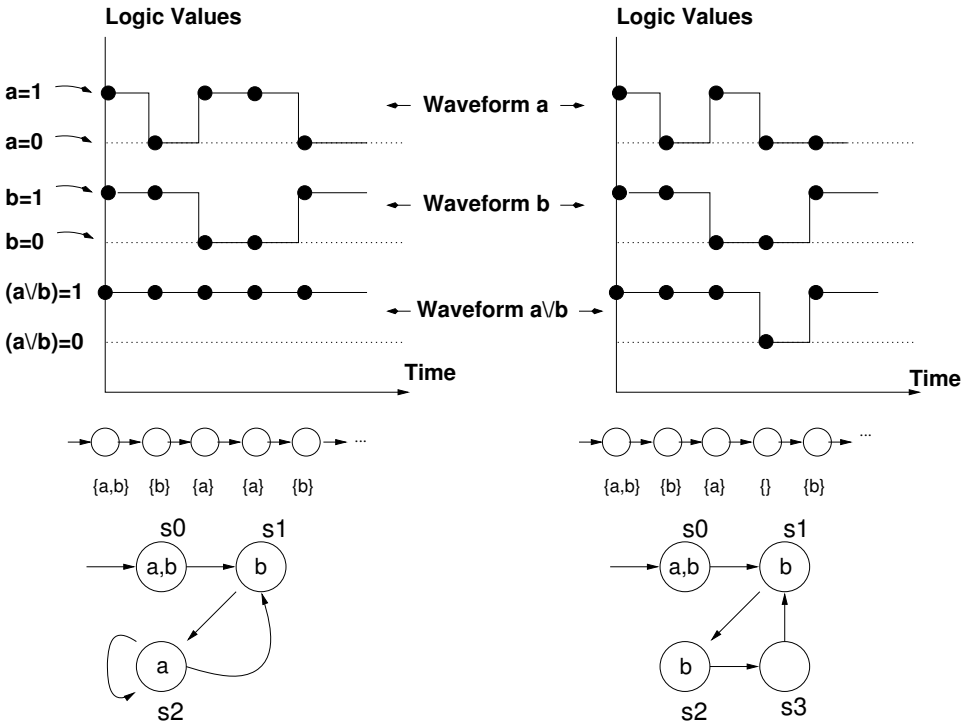 Logic Values Logic Values
a=1
Waveform a
a=0
b=1
Waveform b
b=0
(a\/b)=1
Waveform a\/b
(a\/b)=0
Time Time
... ...
{a,b} {b} {a} {a} {b} {a,b} {b} {a} {} {b}
s0 s1 s0 s1
a,b b a,b b
a b
s2 s2 s3